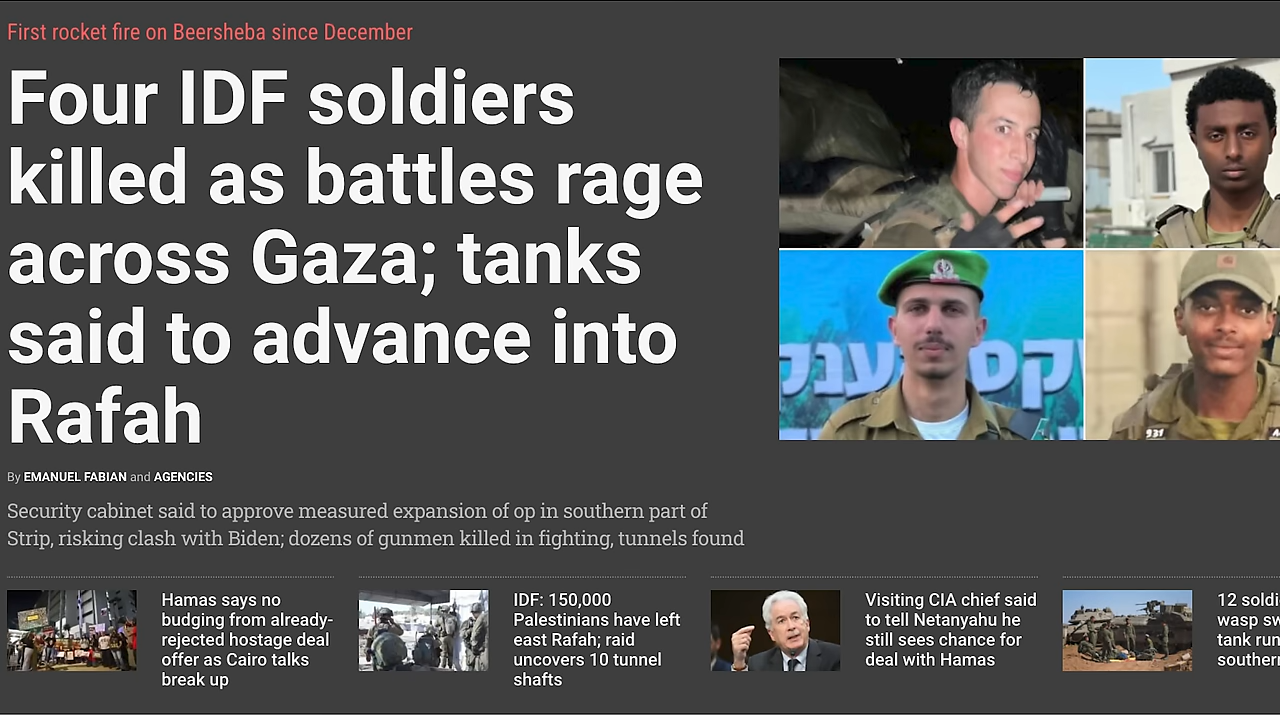 First rocket fire on Beersheba since December
Four IDF soldiers
killed as battles rage
across Gaza; tanks
said to advance into
Rafah
By EMANUEL FABIAN and AGENCIES
Security cabinet said to approve measured expansion of op in southern part of
Strip, risking clash with Biden; dozens of gunmen killed in fighting, tunnels found
Hamas says no
budging from already-
rejected hostage deal
offer as Cairo talks
break up
IDF: 150,000
Palestinians have left
east Rafah; raid
uncovers 10 tunnel
shafts
Visiting CIA chief said
to tell Netanyahu he
still sees chance for
deal with Hamas
12
wasp
tank
931